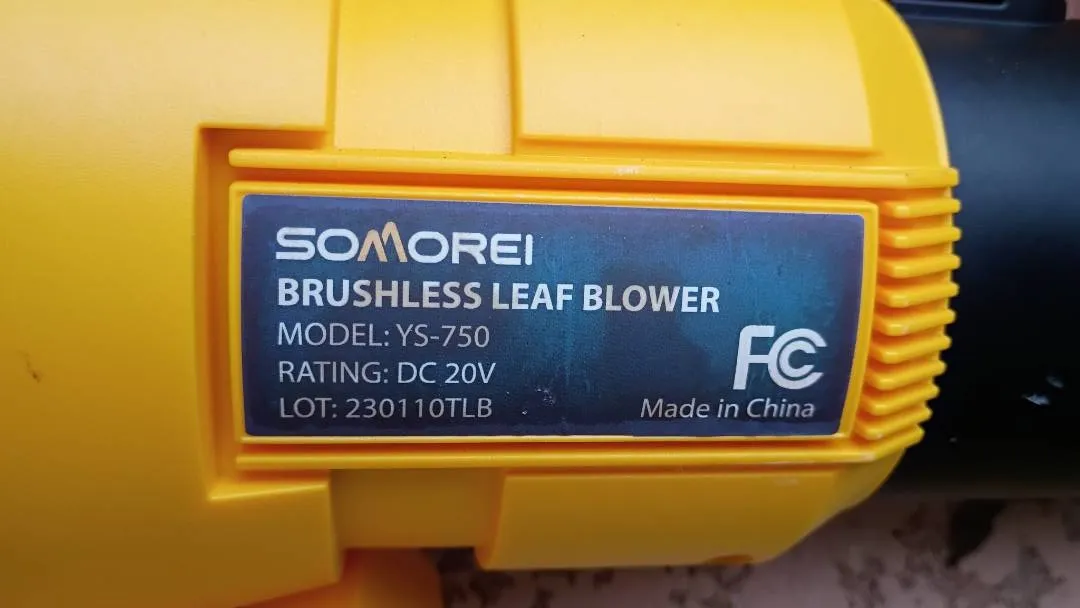 SOMOREI
BRUSHLESS LEAF BLOWER
MODEL: YS-750
RATING: DC 20V
LOT: 230110TLB
FC
Made in China